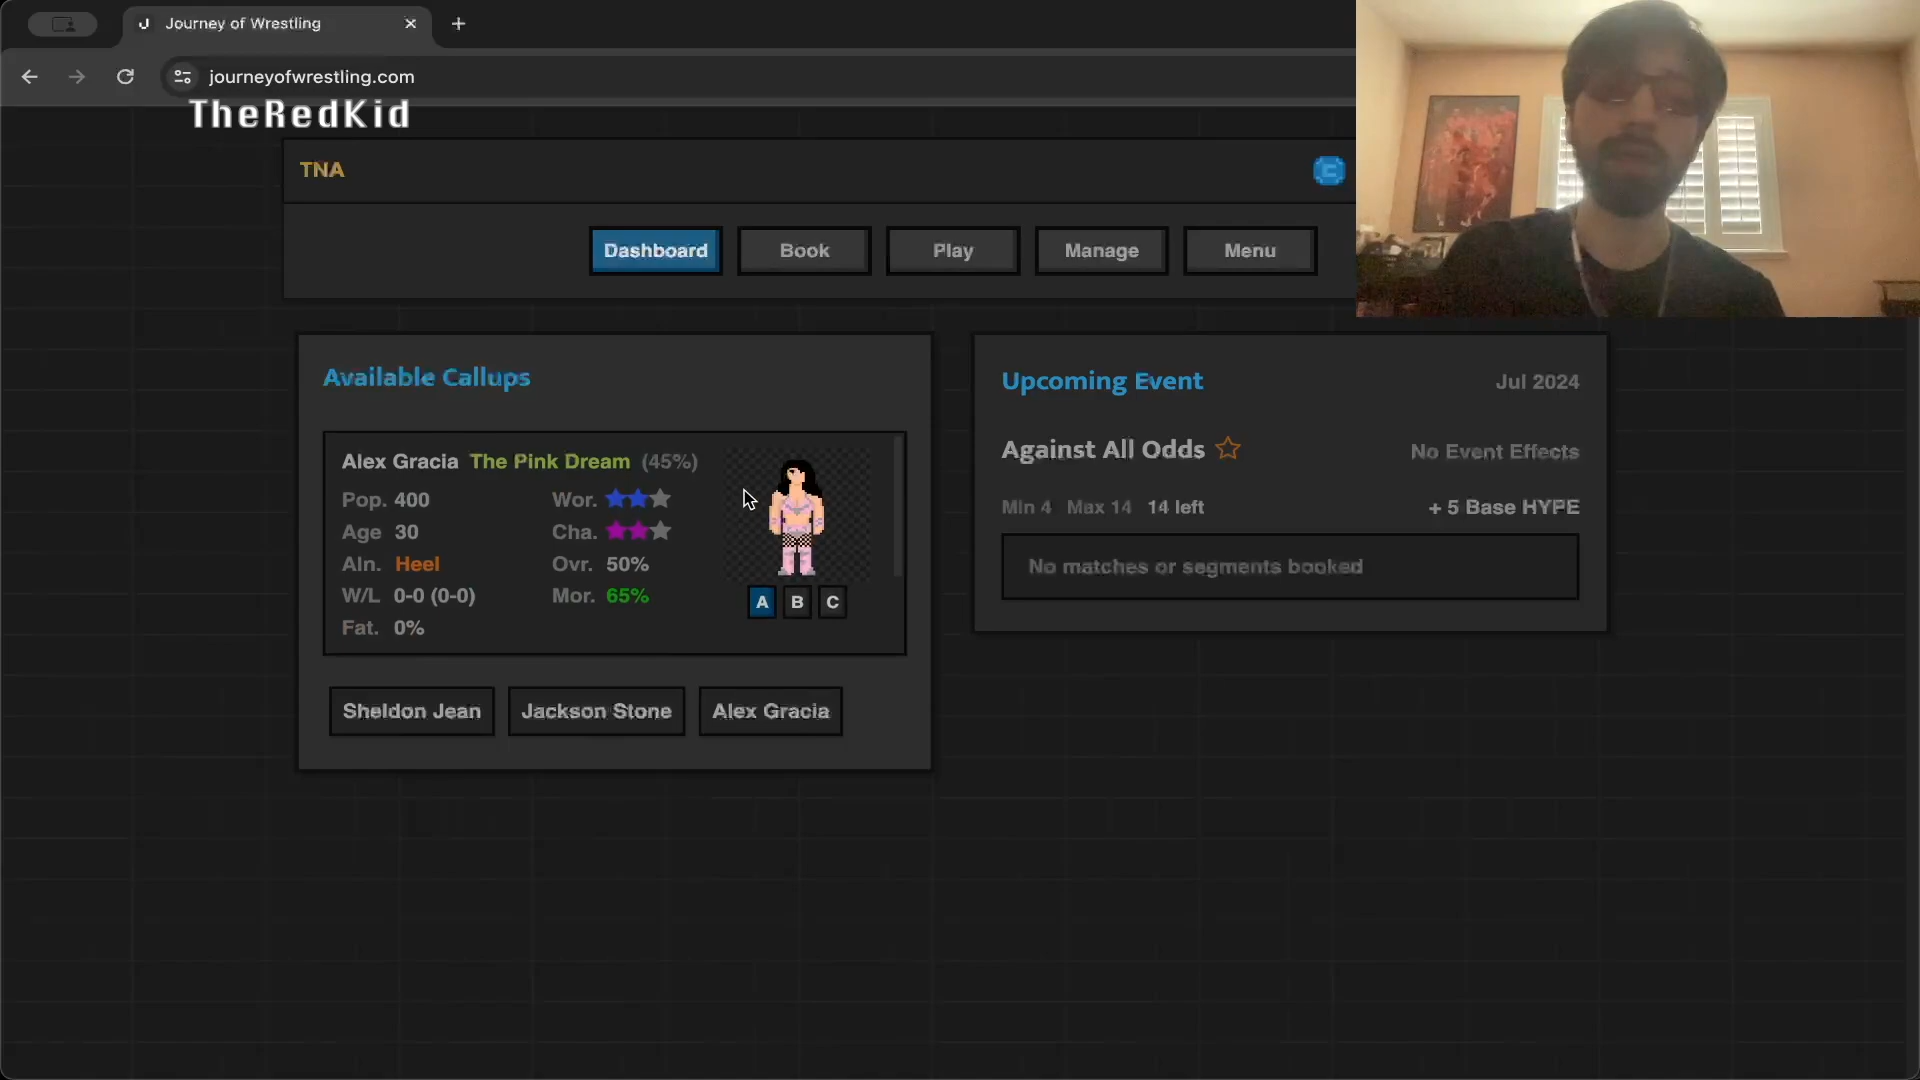 Journey of Wrestling
journeyofwrestling.com
TheRedKid
TNA
Dashboard
Book
Play
Manage
Menu
Available Callups
Alex Gracia The Pink Dream (45%)
Pop. 400
Wor.
Age 30
Cha.
Aln. Heel
Ovr. 50%
W/L 0-0 (0-0)
Mor. 65%
Fat. 0%
A B C
Sheldon Jean
Jackson Stone
Alex Gracia
Upcoming Event
Jul 2024
Against All Odds
No Event Effects
Min 4 Max 14 14 left
+ 5 Base HYPE
No matches or segments booked